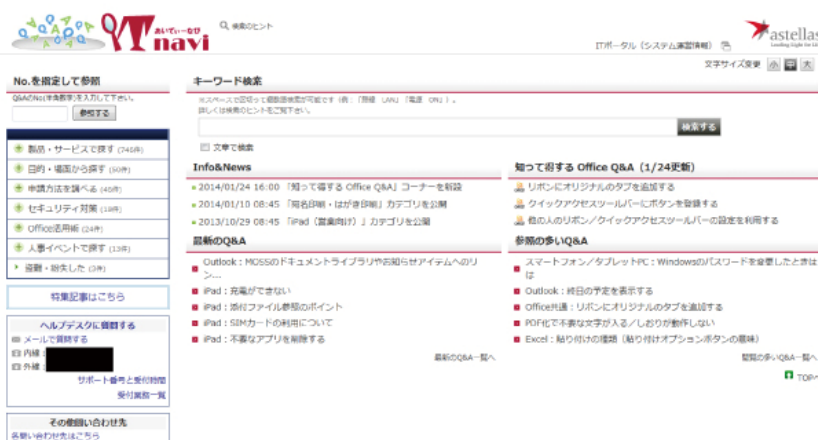 あいてぃーなび
IT navi
検索のヒント
ITポータル（システム運営情報）
astellas
Leading Light for Li
文字サイズ変更 小 中 大
No.を指定して参照
Q&AのNo(半角数字)を入力して下さい。
参照する
製品・サービスで探す (746件)
目的・場面から探す (50件)
申請方法を調べる (40件)
セキュリティ対策 (18件)
Office活用術 (24件)
人事イベントで探す (13件)
盗難・紛失した (3件)
特集記事はこちら
ヘルプデスクに質問する
メールで質問する
内線：
外線：
サポート番号と受付時間
受付業務一覧
その他問い合わせ先
各問い合わせ先はこちら
キーワード検索
※スペースで区切って複数語検索が可能です（例：「無線 LAN」「電源 ON」）。
詳しくは検索のヒントをご覧下さい。
検索する
文章で検索
Info&News
2014/01/24 16:00 「知って得する Office Q&A」コーナーを新設
2014/01/10 08:45 「宛名印刷・はがき印刷」カテゴリを公開
2013/10/29 08:45 「iPad（営業向け）」カテゴリを公開
知って得する Office Q&A（1/24更新）
リボンにオリジナルのタブを追加する
クイックアクセスツールバーにボタンを登録する
他の人のリボン／クイックアクセスツールバーの設定を利用する
最新のQ&A
Outlook：MOSSのドキュメントライブラリやお知らせアイテムへのリ
ン...
iPad：充電ができない
iPad：添付ファイル参照のポイント
iPad：SIMカードの利用について
iPad：不要なアプリを削除する
最新のQ&A一覧へ
参照の多いQ&A
スマートフォン／タブレットPC：Windowsのパスワードを変更したときは
は
Outlook：終日の予定を表示する
Office共通：リボンにオリジナルのタブを追加する
PDF化で不要な文字が入る／しおりが動作しない
Excel：貼り付けの種類（貼り付けオプションボタンの意味）
閲覧の多いQ&A一覧へ
TOPへ